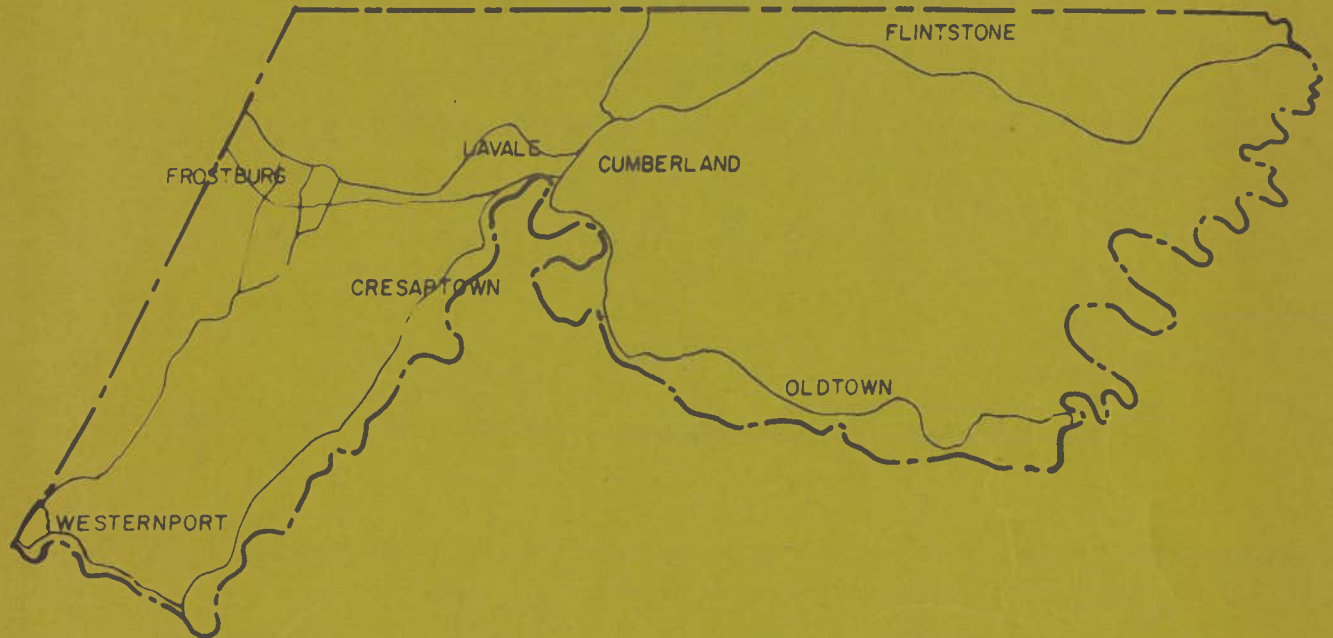 FLINTSTONE
LAVALE
CUMBERLAND
FROSTBURG
CRESAPTOWN
OLDTOWN
WESTERNPORT